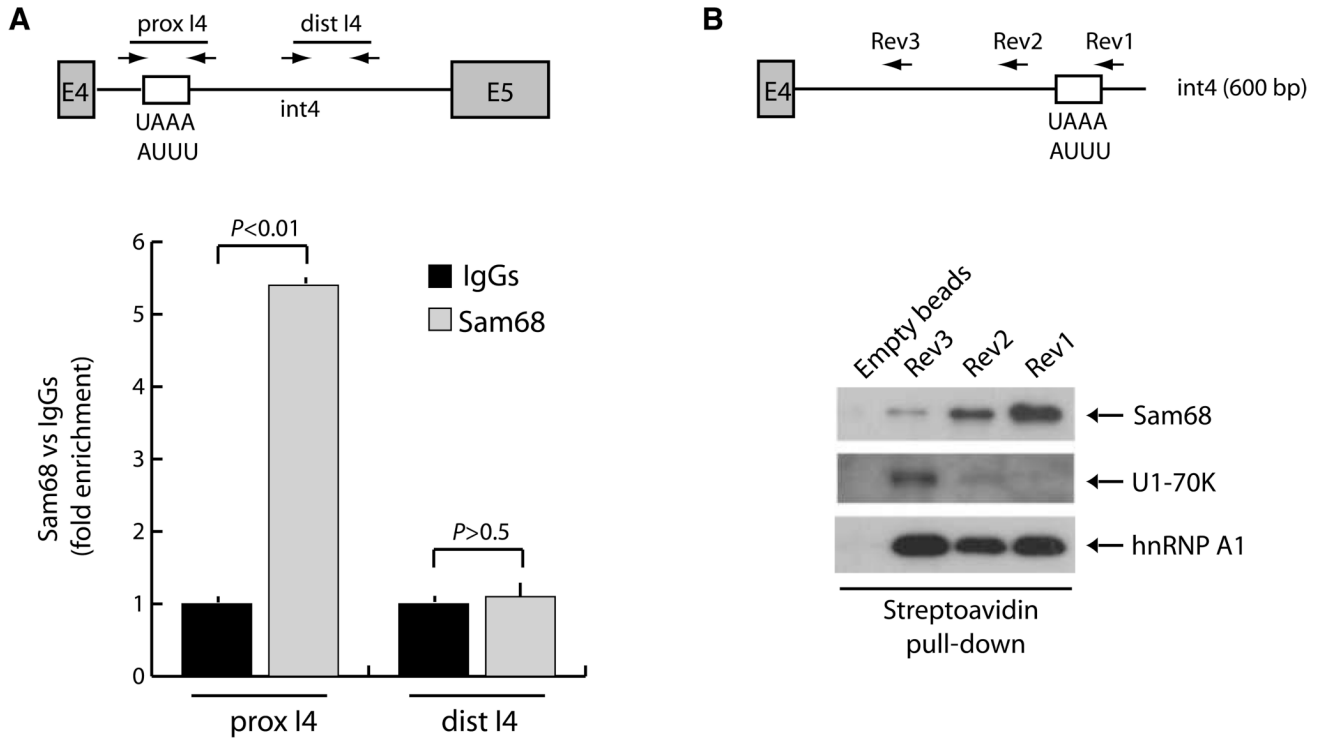 A
prox I4
dist I4
E4
int4
E5
UAAA
AUUU
6
5
4
3
2
1
0
Sam68 vs IgGs
(fold enrichment)
P<0.01
P>0.5
IgGs
Sam68
prox I4
dist I4
B
Rev3
Rev2
Rev1
E4
int4 (600 bp)
UAAA
AUUU
Empty beads
Rev3
Rev2
Rev1
Sam68
U1-70K
hnRNP A1
Streptoavidin
pull-down